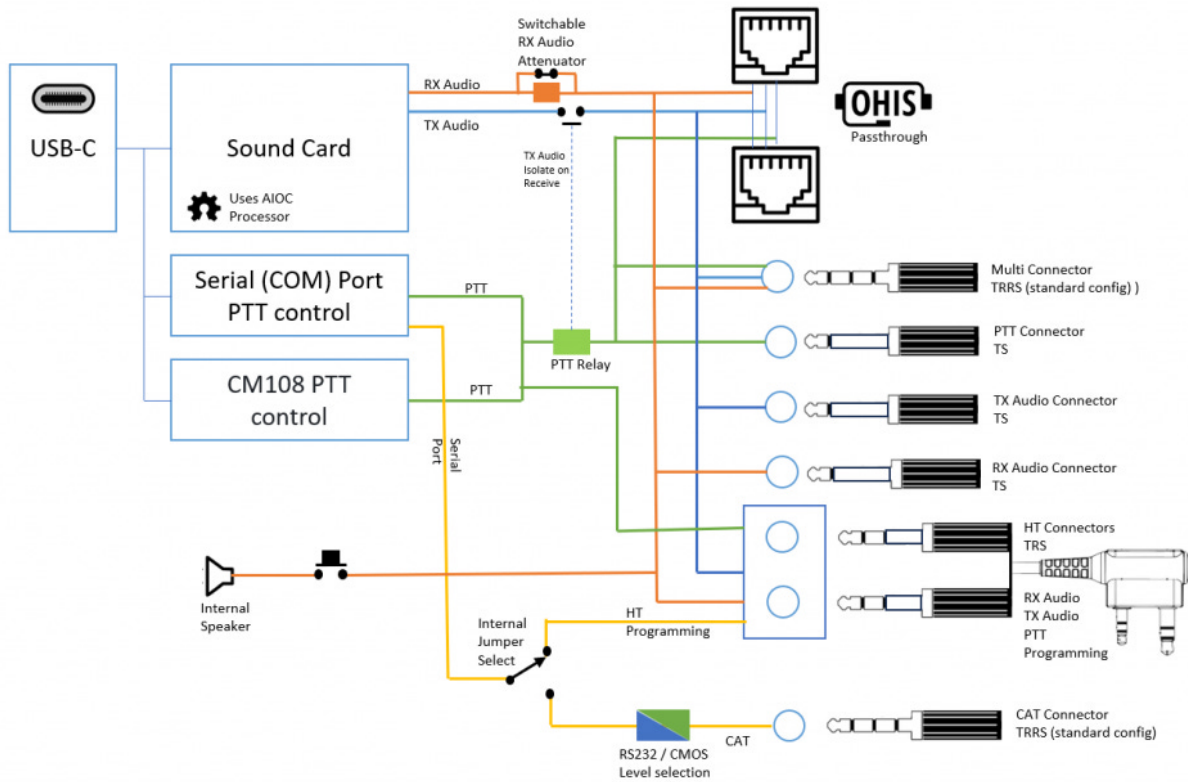 Switchable
RX Audio
Attenuator
USB-C
Sound Card
Uses AIOC
Processor
RX Audio
TX Audio
TX Audio
Isolate on
Receive
OHIS
Passthrough
Serial (COM) Port
PTT control
PTT
CM108 PTT
control
PTT
PTT Relay
Serial
Port
Multi Connector
TRRS (standard config) )
PTT Connector
TS
TX Audio Connector
TS
RX Audio Connector
TS
HT Connectors
TRS
RX Audio
TX Audio
PTT
Programming
Internal
Speaker
Internal
Jumper
Select
HT
Programming
RS232 / CMOS
Level selection
CAT
CAT Connector
TRRS (standard config)